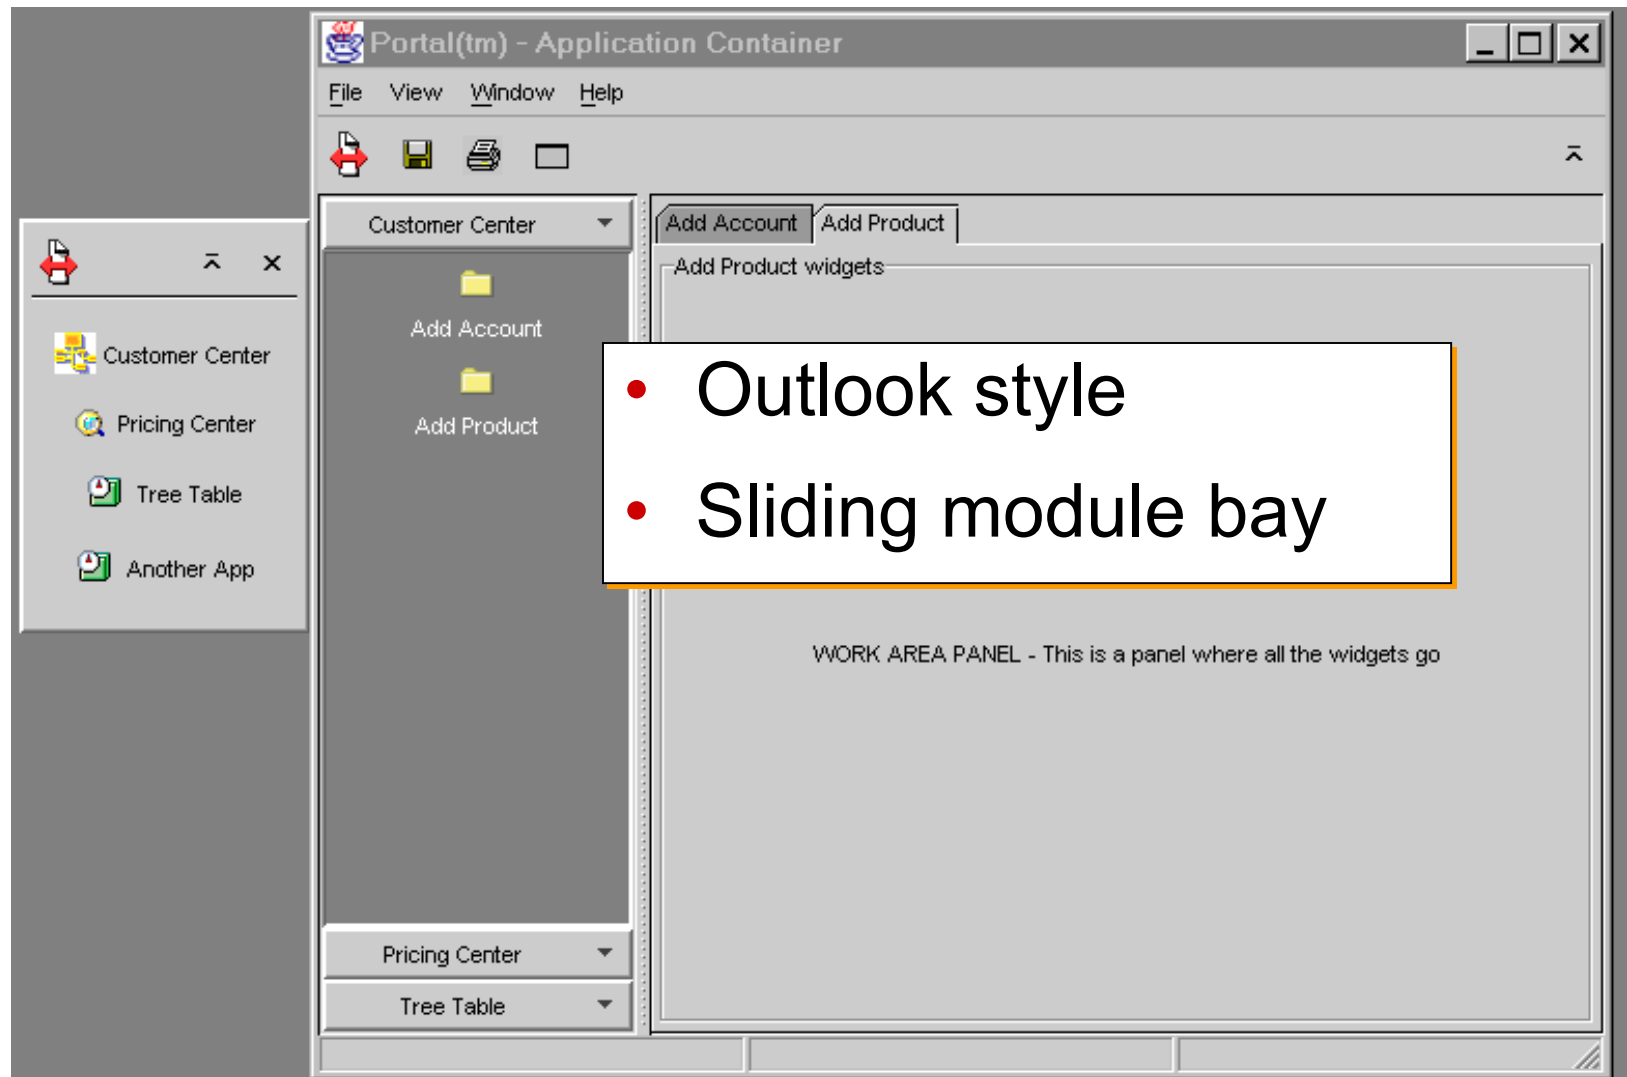 Portal(tm) - Application Container
File View Window Help
Customer Center
Pricing Center
Tree Table
Another App
Customer Center
Add Account
Add Product
Pricing Center
Tree Table
Add Account Add Product
Add Product widgets
• Outlook style
• Sliding module bay
WORK AREA PANEL - This is a panel where all the widgets go